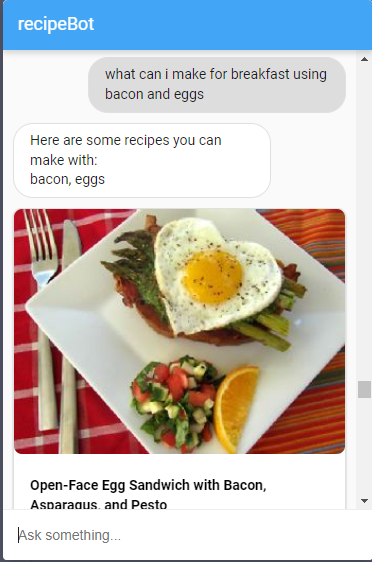 recipeBot
what can i make for breakfast using
bacon and eggs
Here are some recipes you can
make with:
bacon, eggs
Open-Face Egg Sandwich with Bacon,
Asparagus, and Pesto
Ask something...